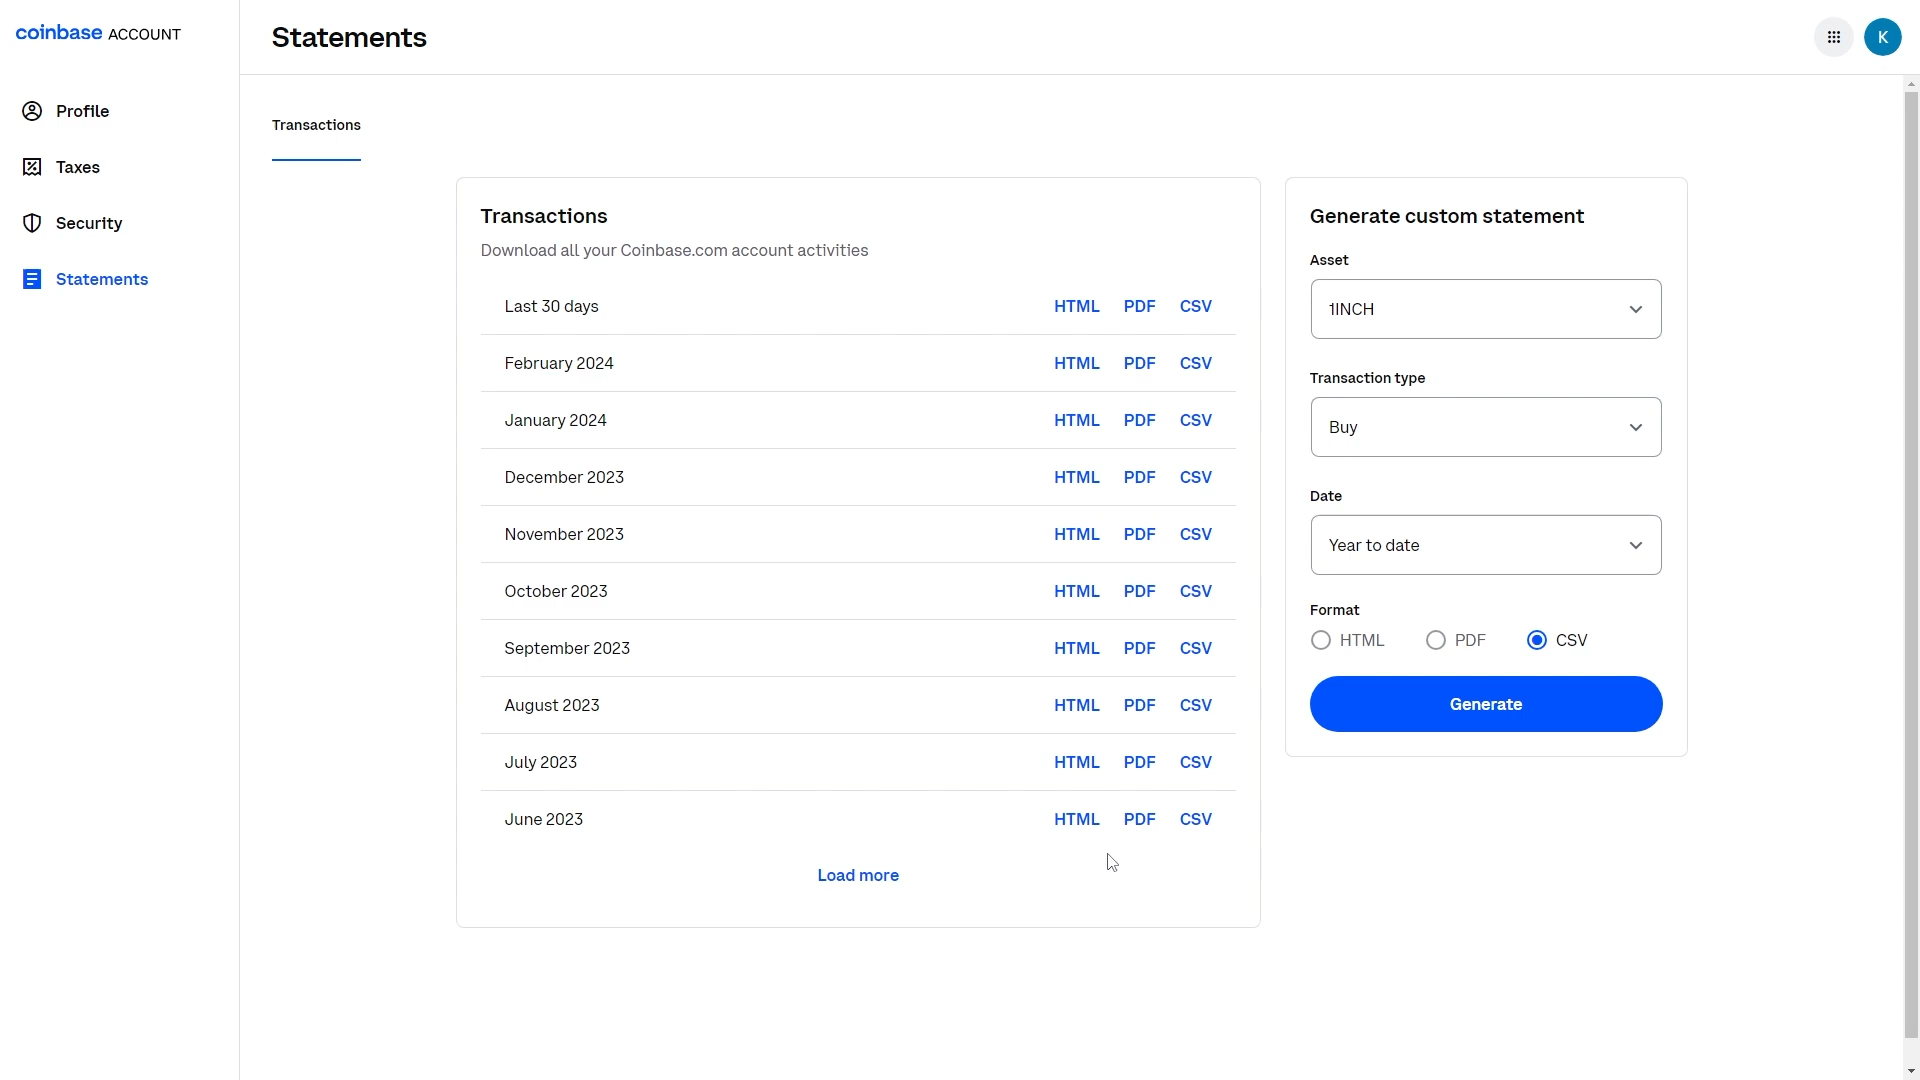 coinbase ACCOUNT
Statements
K
Profile
Taxes
Security
Statements
Transactions
Transactions
Download all your Coinbase.com account activities
Last 30 days HTML PDF CSV
February 2024 HTML PDF CSV
January 2024 HTML PDF CSV
December 2023 HTML PDF CSV
November 2023 HTML PDF CSV
October 2023 HTML PDF CSV
September 2023 HTML PDF CSV
August 2023 HTML PDF CSV
July 2023 HTML PDF CSV
June 2023 HTML PDF CSV
Load more
Generate custom statement
Asset
1INCH
Transaction type
Buy
Date
Year to date
Format
HTML PDF CSV
Generate